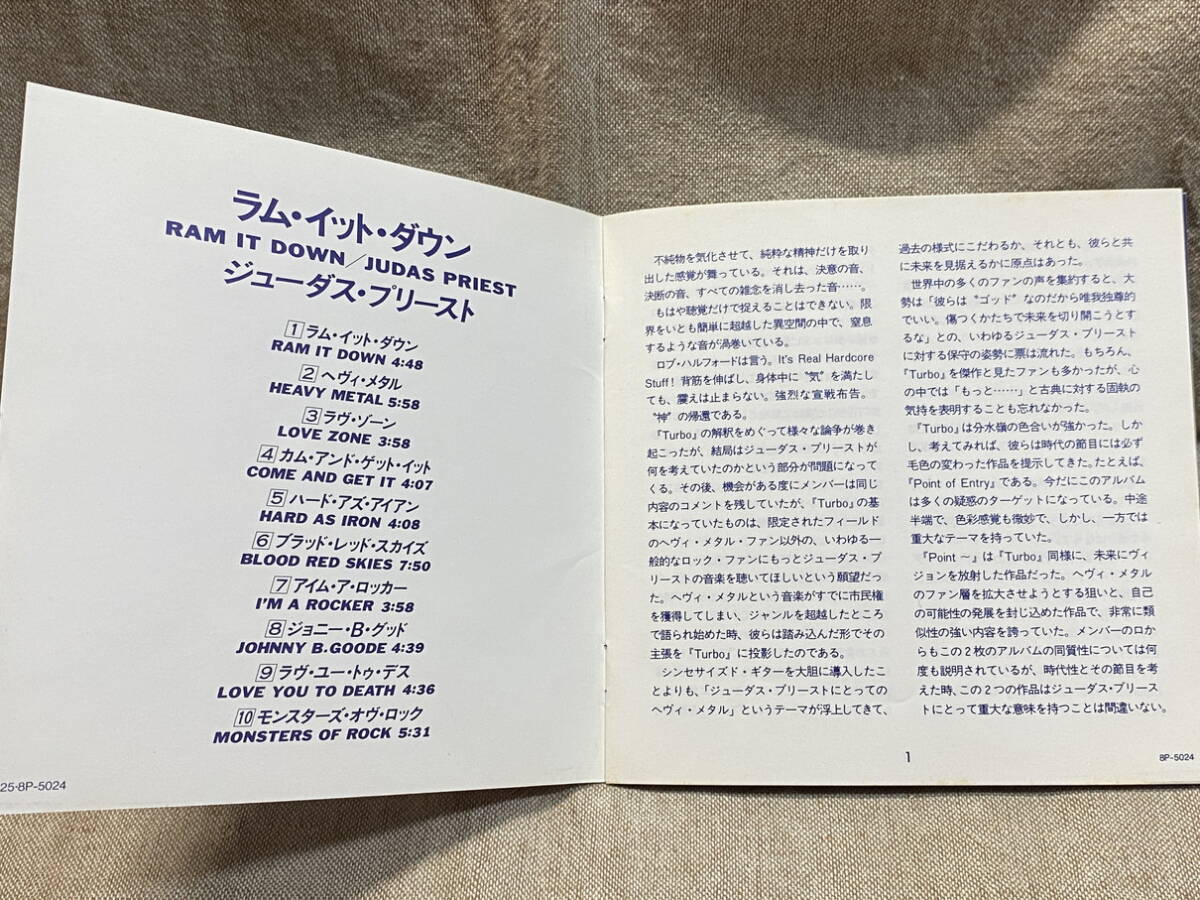 ラム・イット・ダウン
RAM IT DOWN/JUDAS PRIEST
ジューダス・プリースト
1 ラム・イット・ダウン
RAM IT DOWN 4:48
2 ヘヴィ・メタル
HEAVY METAL 5:58
3 ラヴ・ゾーン
LOVE ZONE 3:58
4 カム・アンド・ゲット・イット
COME AND GET IT 4:07
5 ハード・アズ・アイアン
HARD AS IRON 4:08
6 ブラッド・レッド・スカイズ
BLOOD RED SKIES 7:50
7 アイム・ア・ロッカー
I'M A ROCKER 3:58
8 ジョニー・B・グッド
JOHNNY B.GOODE 4:39
9 ラヴ・ユー・トゥ・デス
LOVE YOU TO DEATH 4:36
10 モンスターズ・オヴ・ロック
MONSTERS OF ROCK 5:31
25・8P-5024
不純物を気化させて、純粋な精神だけを取り
出した感覚が舞っている。それは、決意の音、
決断の音、すべての雑念を消し去った音……。
もはや聴覚だけで捉えることはできない。限
界をいとも簡単に超越した異空間の中で、窒息
するような音が渦巻いている。
ロブ・ハルフォードは言う。It's Real Hardcore
Stuff! 背筋を伸ばし、身体中に〝気〟を満たし
ても、震えは止まらない。強烈な宣戦布告。
〝神〟の帰還である。
『Turbo』の解釈をめぐって様々な論争が巻き
起こったが、結局はジューダス・プリーストが
何を考えていたのかという部分が問題になって
くる。その後、機会がある度にメンバーは同じ
内容のコメントを残していたが、『Turbo』の基
本になっていたものは、限定されたフィールド
のヘヴィ・メタル・ファン以外の、いわゆる一
般的なロック・ファンにもっとジューダス・プ
リーストの音楽を聴いてほしいという願望だっ
た。ヘヴィ・メタルという音楽がすでに市民権
を獲得してしまい、ジャンルを超越したところ
で語られ始めた時、彼らは踏み込んだ形でその
主張を『Turbo』に投影したのである。
シンセサイズド・ギターを大胆に導入したこ
とよりも、「ジューダス・プリーストにとっての
ヘヴィ・メタル」というテーマが浮上してきて、
過去の様式にこだわるか、それとも、彼らと共
に未来を見据えるかに原点はあった。
世界中の多くのファンの声を集約すると、大
勢は「彼らは〝ゴッド〟なのだから唯我独尊的
でいい。傷つくかたちで未来を切り開こうとす
るな」との、いわゆるジューダス・プリースト
に対する保守の姿勢に票は流れた。もちろん、
『Turbo』を傑作と見たファンも多かったが、心
の中では「もっと……」と古典に対する固執の
気持を表明することも忘れなかった。
『Turbo』は分水嶺の色合いが強かった。しか
し、考えてみれば、彼らは時代の節目には必ず
毛色の変わった作品を提示してきた。たとえば、
『Point of Entry』である。今だにこのアルバム
は多くの疑惑のターゲットになっている。中途
半端で、色彩感覚も微妙で、しかし、一方では
重大なテーマを持っていた。
『Point〜』は『Turbo』同様に、未来にヴィ
ジョンを放射した作品だった。ヘヴィ・メタル
のファン層を拡大させようとする狙いと、自己
の可能性の発展を封じ込めた作品で、非常に類
似性の強い内容を誇っていた。メンバーの口か
らもこの2枚のアルバムの同質性については何
度も説明されているが、時代性とその節目を考
えた時、この2つの作品はジューダス・プリース
トにとって重大な意味を持つことは間違いない。
1
8P-5024